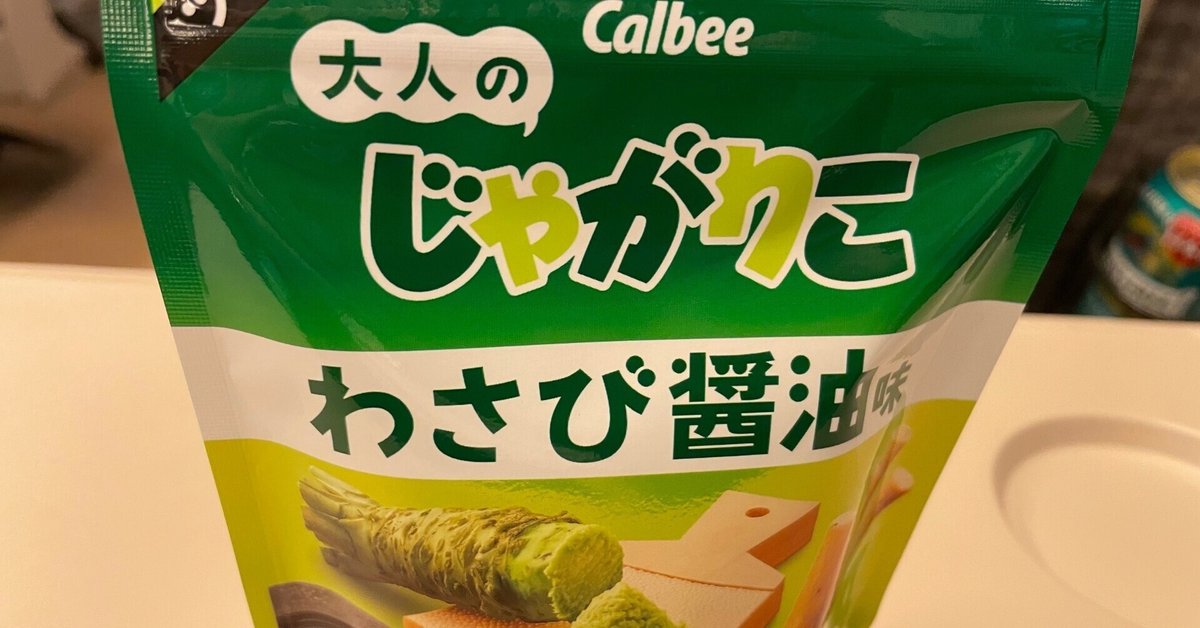 Calbee
大人の
じゃがりこ
わさび醤油味